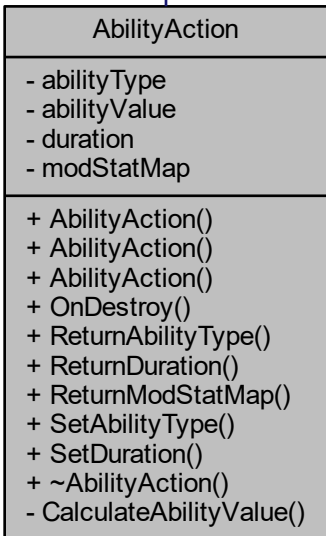 AbilityAction
- abilityType
- abilityValue
- duration
- modStatMap
+ AbilityAction()
+ AbilityAction()
+ AbilityAction()
+ OnDestroy()
+ ReturnAbilityType()
+ ReturnDuration()
+ ReturnModStatMap()
+ SetAbilityType()
+ SetDuration()
+ ~AbilityAction()
- CalculateAbilityValue()